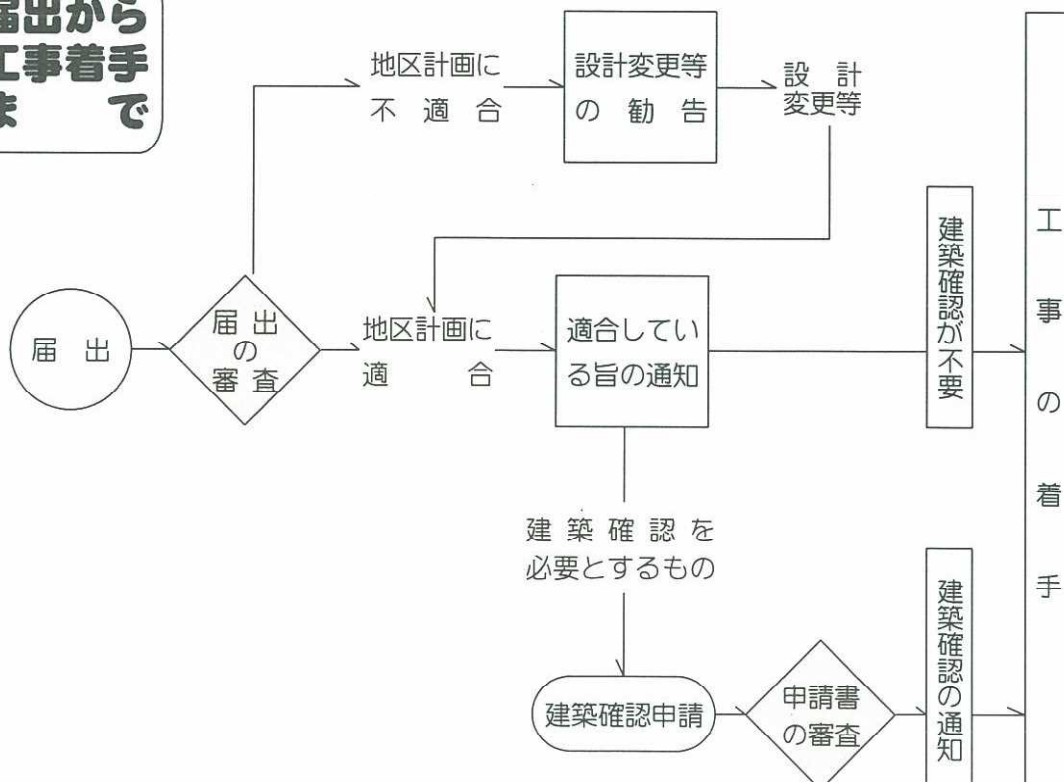 届出から
工事着手
まで
地区計画に
不適合
設計変更等
の勧告
設計
変更等
届出
届出
の
審査
地区計画に
適合
適合してい
る旨の通知
建築確認が不要
工事の着手
建築確認を
必要とするもの
建築確認申請
申請書
の審査
建築確認の通知